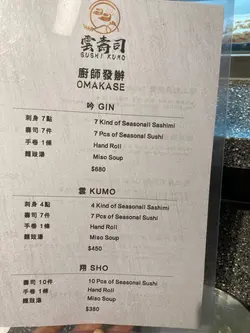 雲壽司
SUSHI KUMO
廚師發辦
OMAKASE
吟 GIN
刺身 7點 7 Kind of Seasonail Sashimi
壽司 7件 7 Pcs of Seasonal Sushi
手卷 1條 Hand Roll
麵豉湯 Miso Soup
$680
雲 KUMO
刺身 4點 4 Kind of Seasonail Sashimi
壽司 7件 7 Pcs of Seasonal Sushi
手卷 1條 Hand Roll
麵豉湯 Miso Soup
$450
翔 SHO
壽司 10件 10 Pcs of Seasonal Sushi
手卷 1條 Hand Roll
麵豉湯 Miso Soup
$380